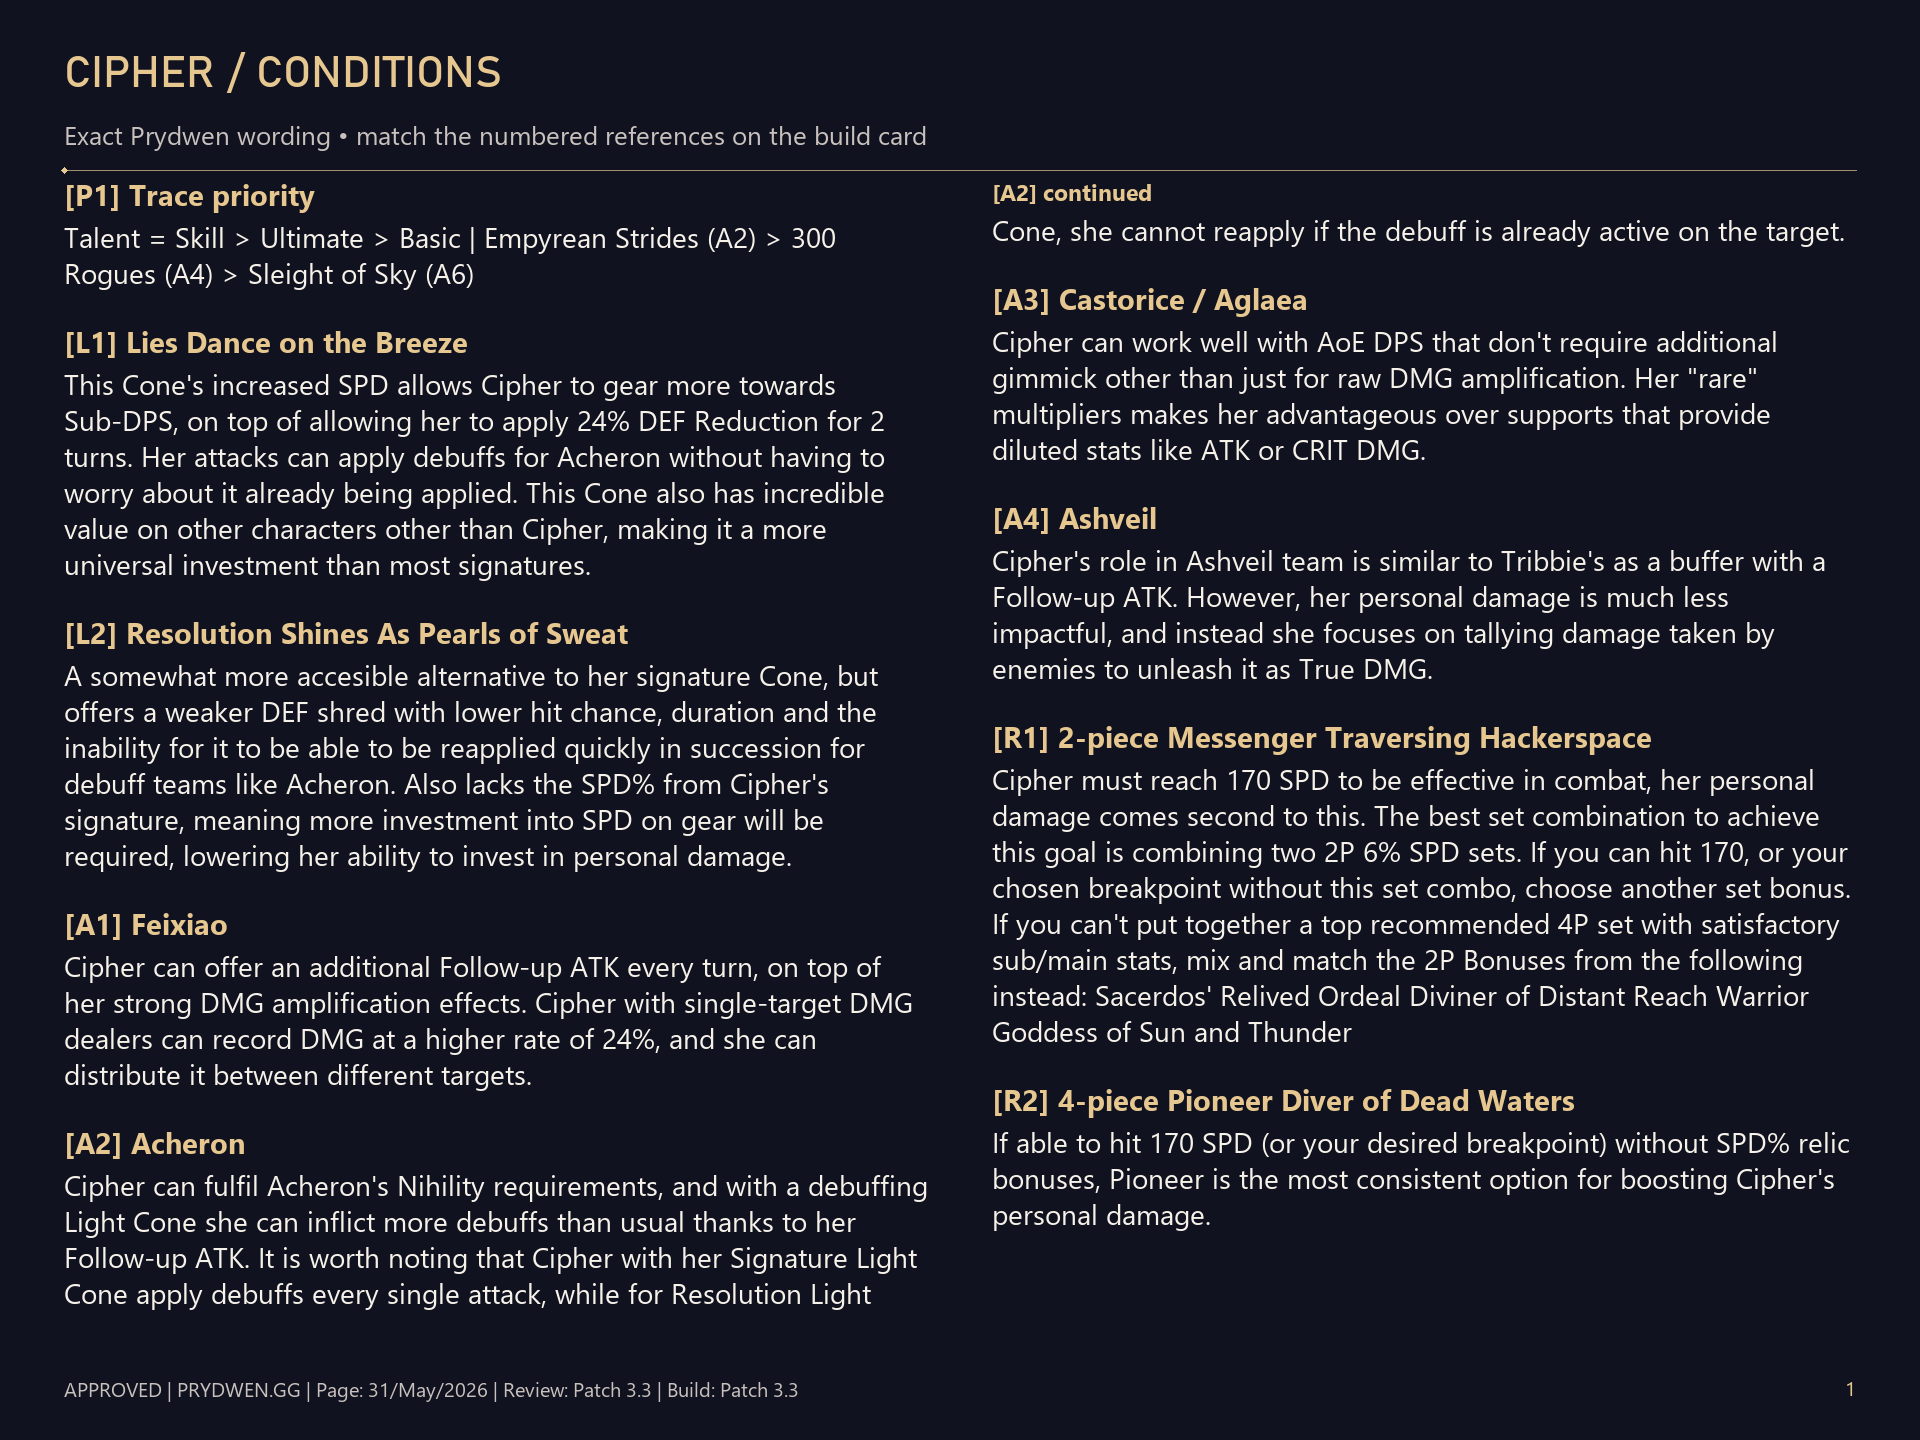 CIPHER / CONDITIONS
Exact Prydwen wording • match the numbered references on the build card
[P1] Trace priority
Talent = Skill > Ultimate > Basic | Empyrean Strides (A2) > 300
Rogues (A4) > Sleight of Sky (A6)
[L1] Lies Dance on the Breeze
This Cone's increased SPD allows Cipher to gear more towards
Sub-DPS, on top of allowing her to apply 24% DEF Reduction for 2
turns. Her attacks can apply debuffs for Acheron without having to
worry about it already being applied. This Cone also has incredible
value on other characters other than Cipher, making it a more
universal investment than most signatures.
[L2] Resolution Shines As Pearls of Sweat
A somewhat more accesible alternative to her signature Cone, but
offers a weaker DEF shred with lower hit chance, duration and the
inability for it to be able to be reapplied quickly in succession for
debuff teams like Acheron. Also lacks the SPD% from Cipher's
signature, meaning more investment into SPD on gear will be
required, lowering her ability to invest in personal damage.
[A1] Feixiao
Cipher can offer an additional Follow-up ATK every turn, on top of
her strong DMG amplification effects. Cipher with single-target DMG
dealers can record DMG at a higher rate of 24%, and she can
distribute it between different targets.
[A2] Acheron
Cipher can fulfil Acheron's Nihility requirements, and with a debuffing
Light Cone she can inflict more debuffs than usual thanks to her
Follow-up ATK. It is worth noting that Cipher with her Signature Light
Cone apply debuffs every single attack, while for Resolution Light
[A2] continued
Cone, she cannot reapply if the debuff is already active on the target.
[A3] Castorice / Aglaea
Cipher can work well with AoE DPS that don't require additional
gimmick other than just for raw DMG amplification. Her "rare"
multipliers makes her advantageous over supports that provide
diluted stats like ATK or CRIT DMG.
[A4] Ashveil
Cipher's role in Ashveil team is similar to Tribbie's as a buffer with a
Follow-up ATK. However, her personal damage is much less
impactful, and instead she focuses on tallying damage taken by
enemies to unleash it as True DMG.
[R1] 2-piece Messenger Traversing Hackerspace
Cipher must reach 170 SPD to be effective in combat, her personal
damage comes second to this. The best set combination to achieve
this goal is combining two 2P 6% SPD sets. If you can hit 170, or your
chosen breakpoint without this set combo, choose another set bonus.
If you can't put together a top recommended 4P set with satisfactory
sub/main stats, mix and match the 2P Bonuses from the following
instead: Sacerdos' Relived Ordeal Diviner of Distant Reach Warrior
Goddess of Sun and Thunder
[R2] 4-piece Pioneer Diver of Dead Waters
If able to hit 170 SPD (or your desired breakpoint) without SPD% relic
bonuses, Pioneer is the most consistent option for boosting Cipher's
personal damage.
APPROVED | PRYDWEN.GG | Page: 31/May/2026 | Review: Patch 3.3 | Build: Patch 3.3
1